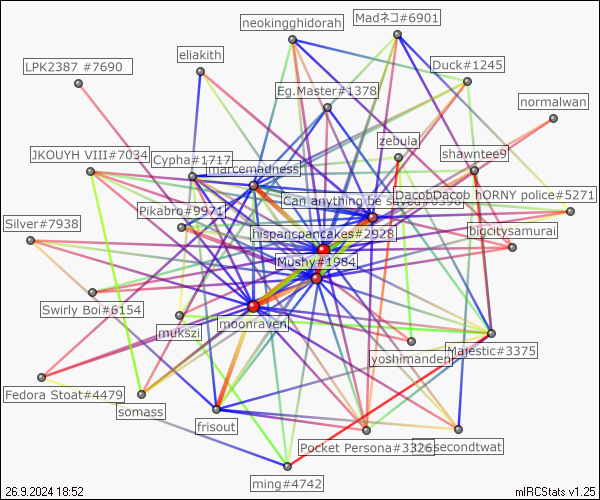 neokingghidorah
Madネコ#6901
eliakith
LPK2387 #7690
Duck#1245
Eg.Master#1378
normalwan
zebula
JKOUYH VIII#7034
Cypha#1717
shawntee9
marcemadness
Can anything be
DacobDacob hORNY police#5271
Pikabro#9971
Silver#7938
hispancpancakes#2928
bigcitysamurai
Mushy#1984
Swirly Boi#6154
moonraven
mukszi
yoshimanden
Majestic#3375
Fedora Stoat#4479
somass
frisout
Pocket Persona#3326
secondtwat
ming#4742
26.9.2024 18:52
mIRCStats v1.25